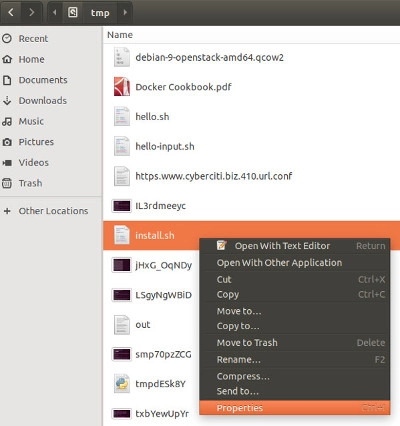 tmp
Name
Recent
Home
Documents
Downloads
Music
Pictures
Videos
Trash
Other Locations
debian-9-openstack-amd64.qcow2
Docker Cookbook.pdf
hello.sh
hello-input.sh
https.www.cyberciti.biz.410.url.conf
IL3rdmeeyc
install.sh
jHxG_OqNDy
LSgyNgWBiD
out
smp70pzZCG
tmpdESk8Y
txbYewUpYr
Open With Text Editor Return
Open With Other Application
Cut Ctrl+X
Copy Ctrl+C
Move to…
Copy to…
Move to Trash Delete
Rename… F2
Compress…
Send to…
Properties